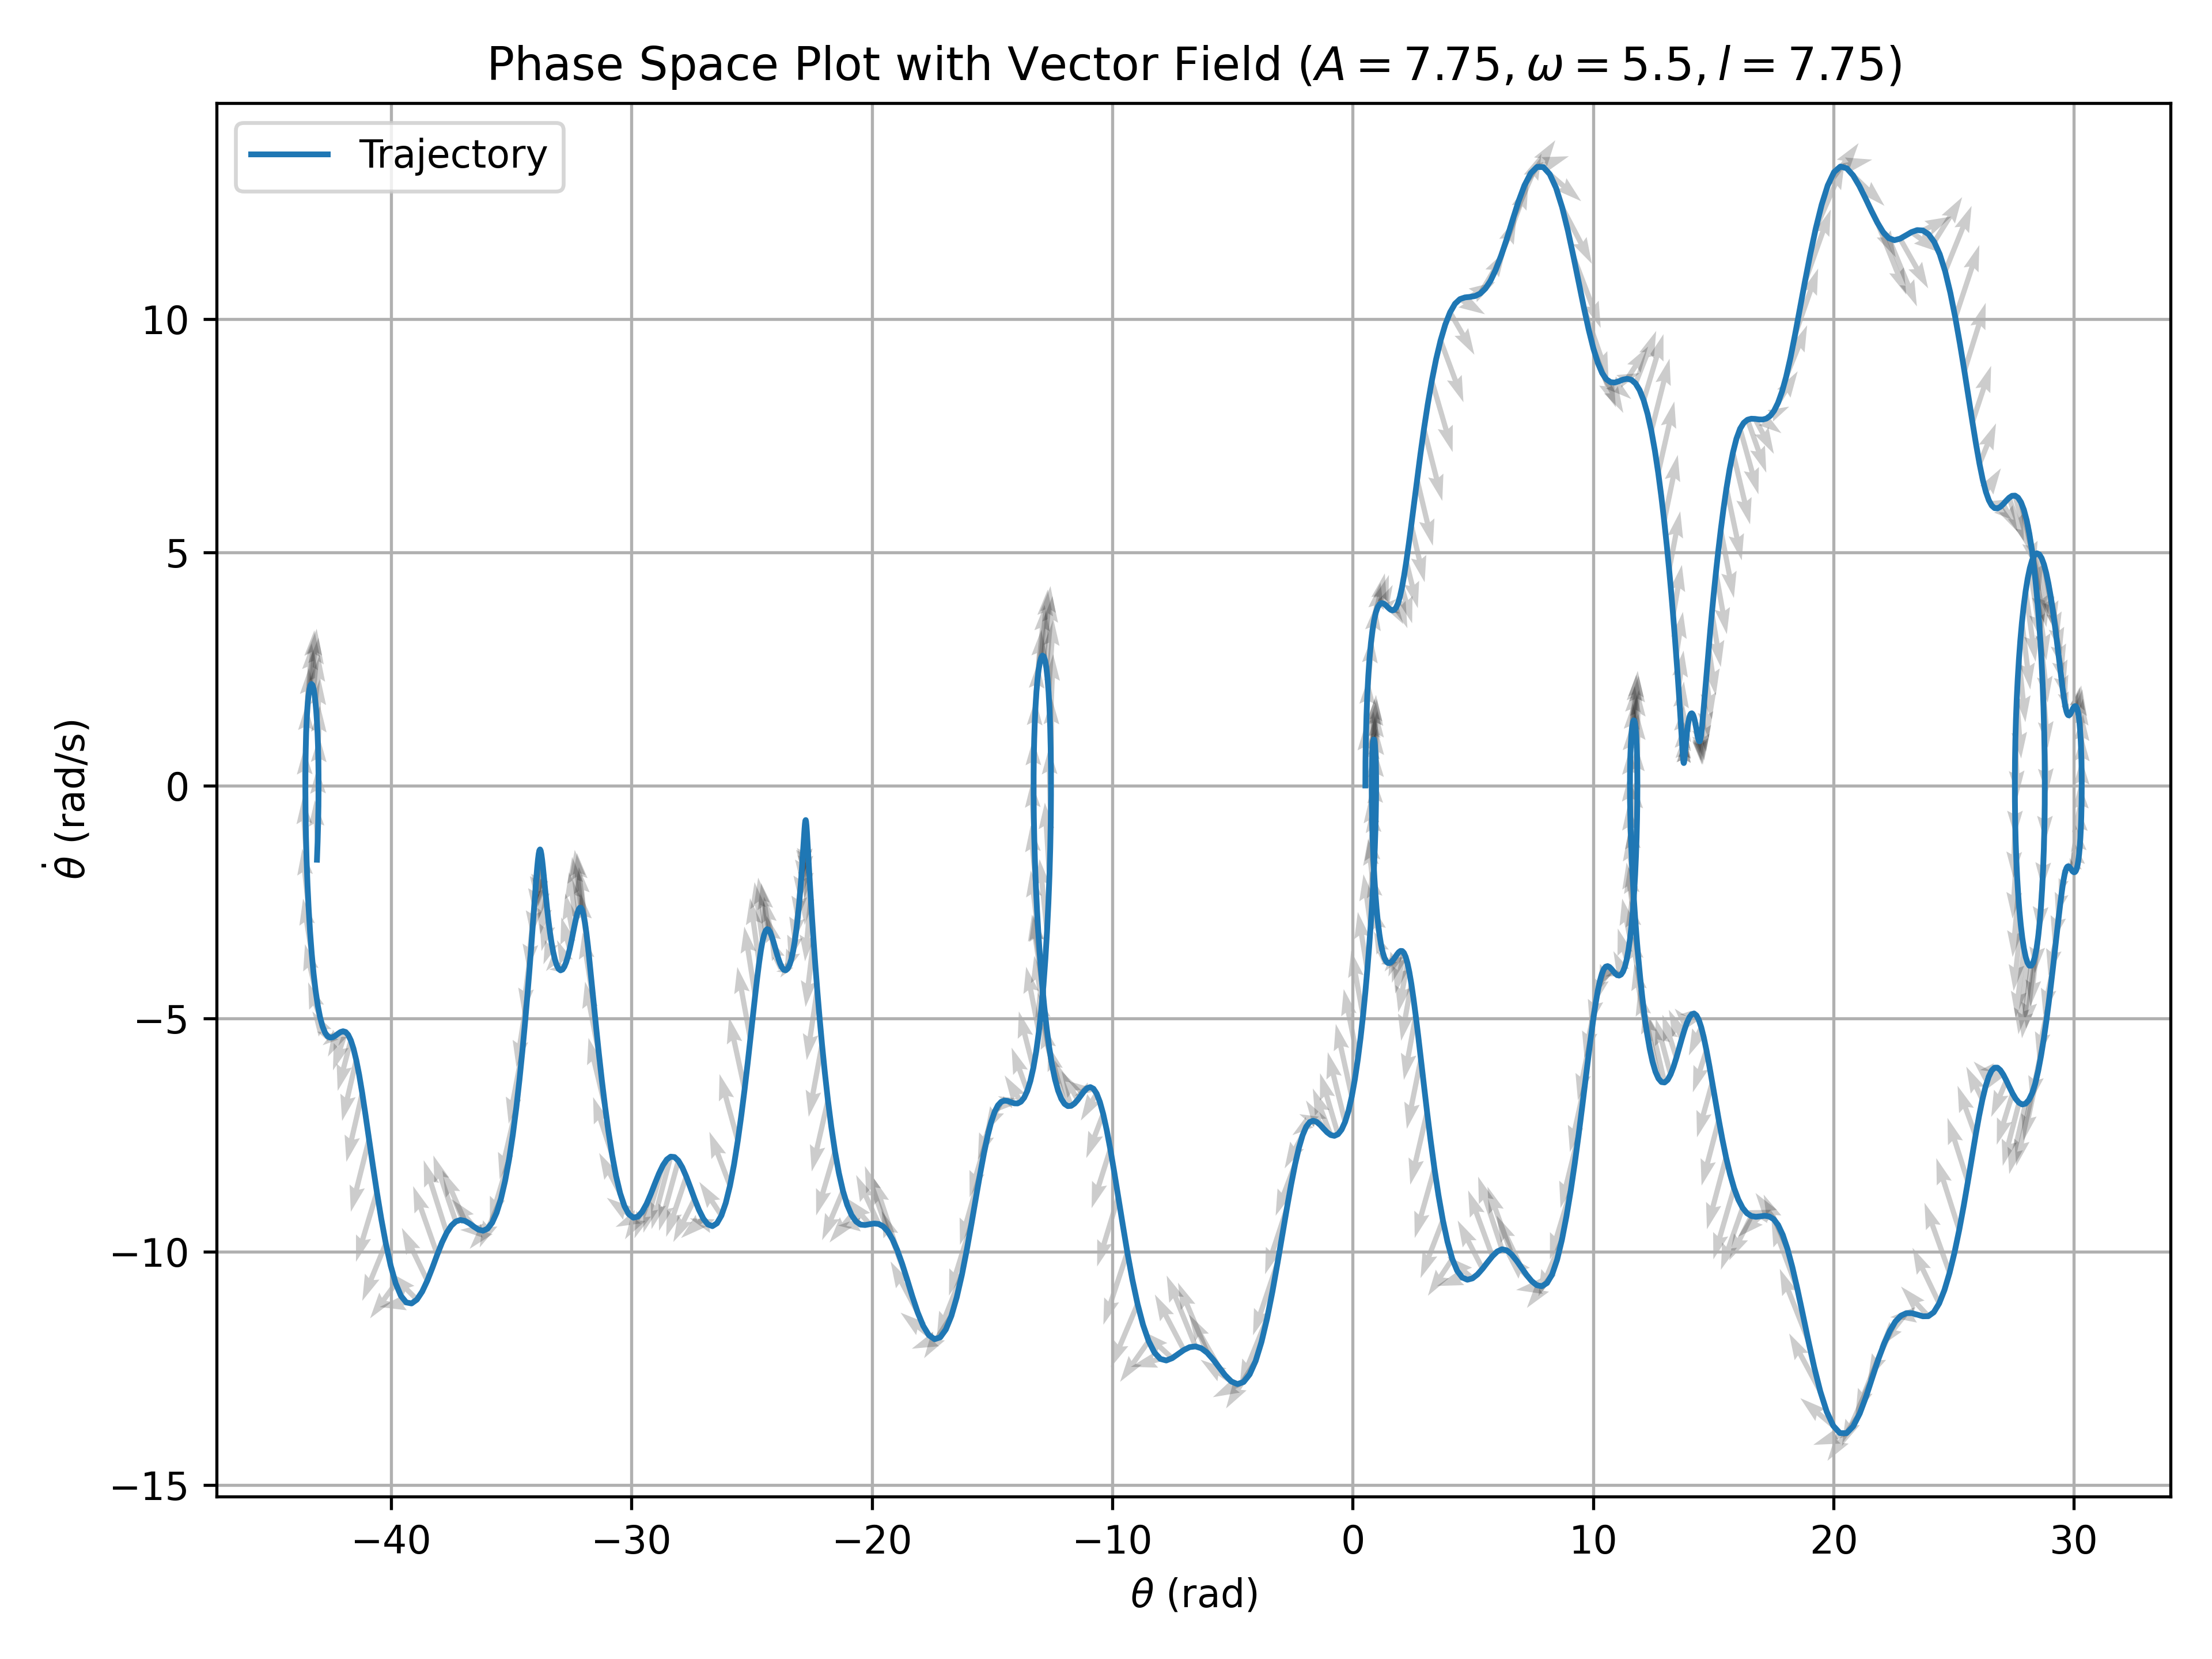 Phase Space Plot with Vector Field (A = 7.75, ω = 5.5, l = 7.75)
Trajectory
10
5
0
−5
−10
−15
θ̇ (rad/s)
−40 −30 −20 −10 0 10 20 30
θ (rad)